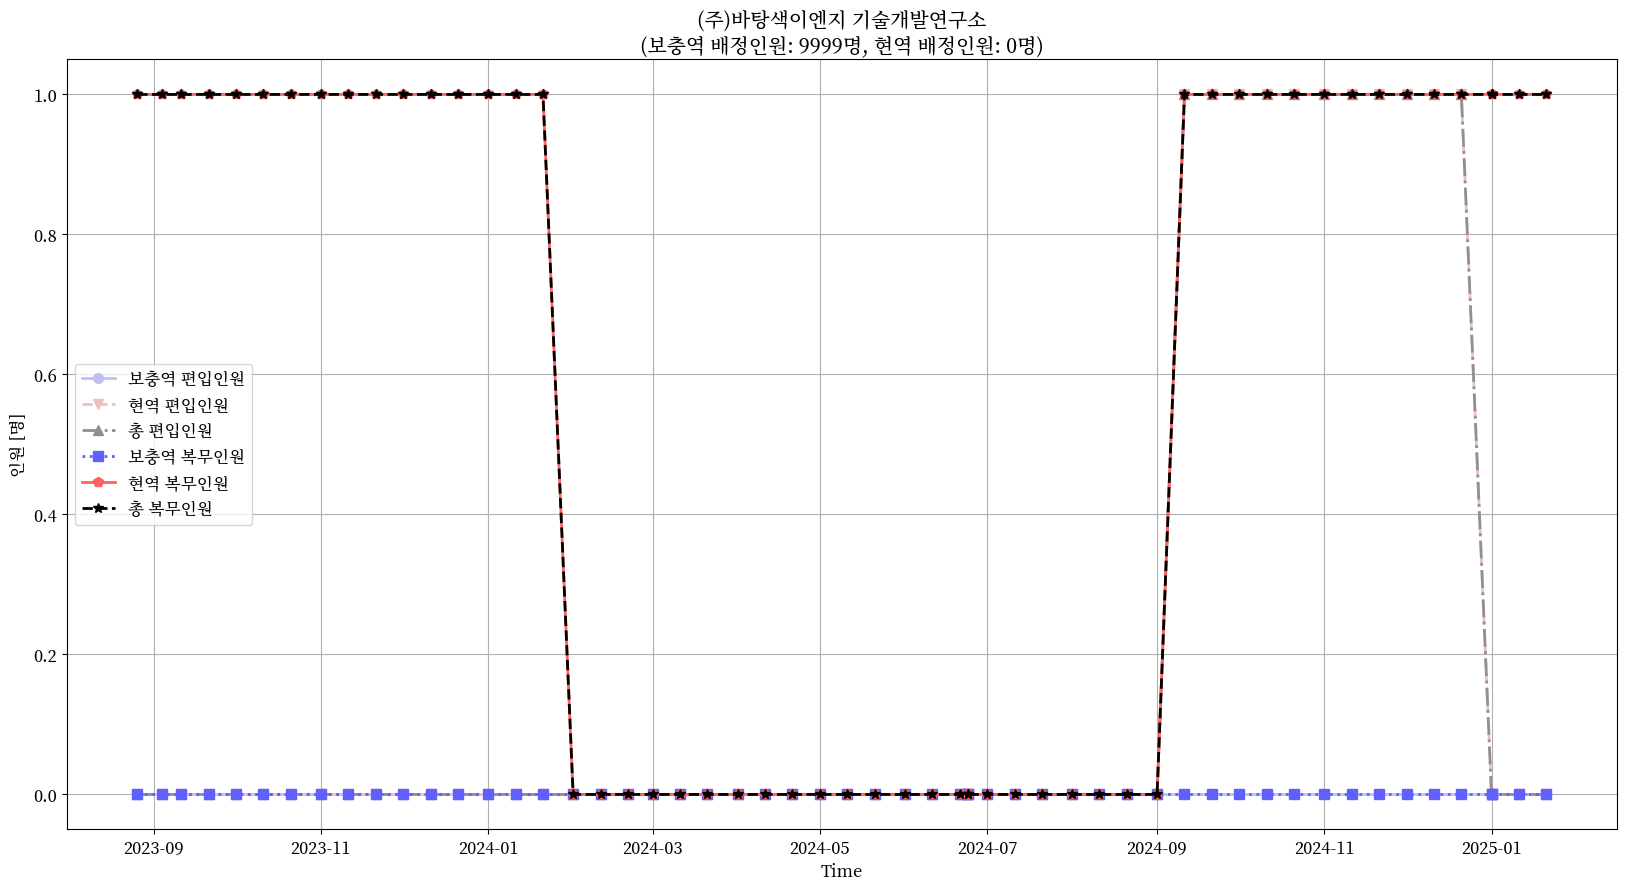 (주)바탕색이엔지 기술개발연구소
(보충역 배정인원: 9999명, 현역 배정인원: 0명)
1.0
0.8
0.6
0.4
0.2
0.0
인원 [명]
보충역 편입인원
현역 편입인원
총 편입인원
보충역 복무인원
현역 복무인원
총 복무인원
2023-09
2023-11
2024-01
2024-03
2024-05
2024-07
2024-09
2024-11
2025-01
Time